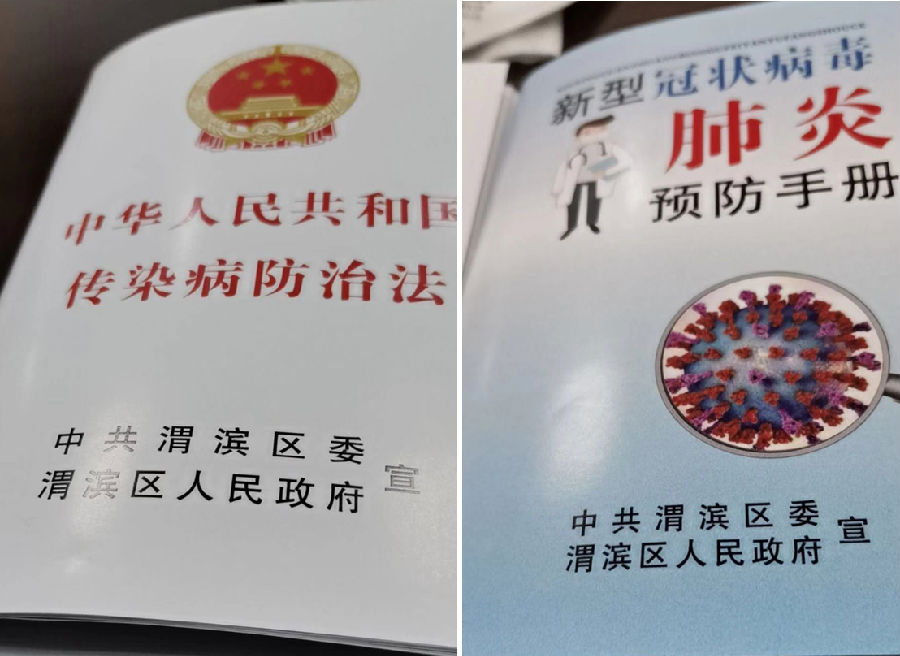 中华人民共和国
传染病防治法
中共渭滨区委
渭滨区人民政府
宣
新型冠状病毒
肺炎
预防手册
中共渭滨区委
渭滨区人民政府
宣